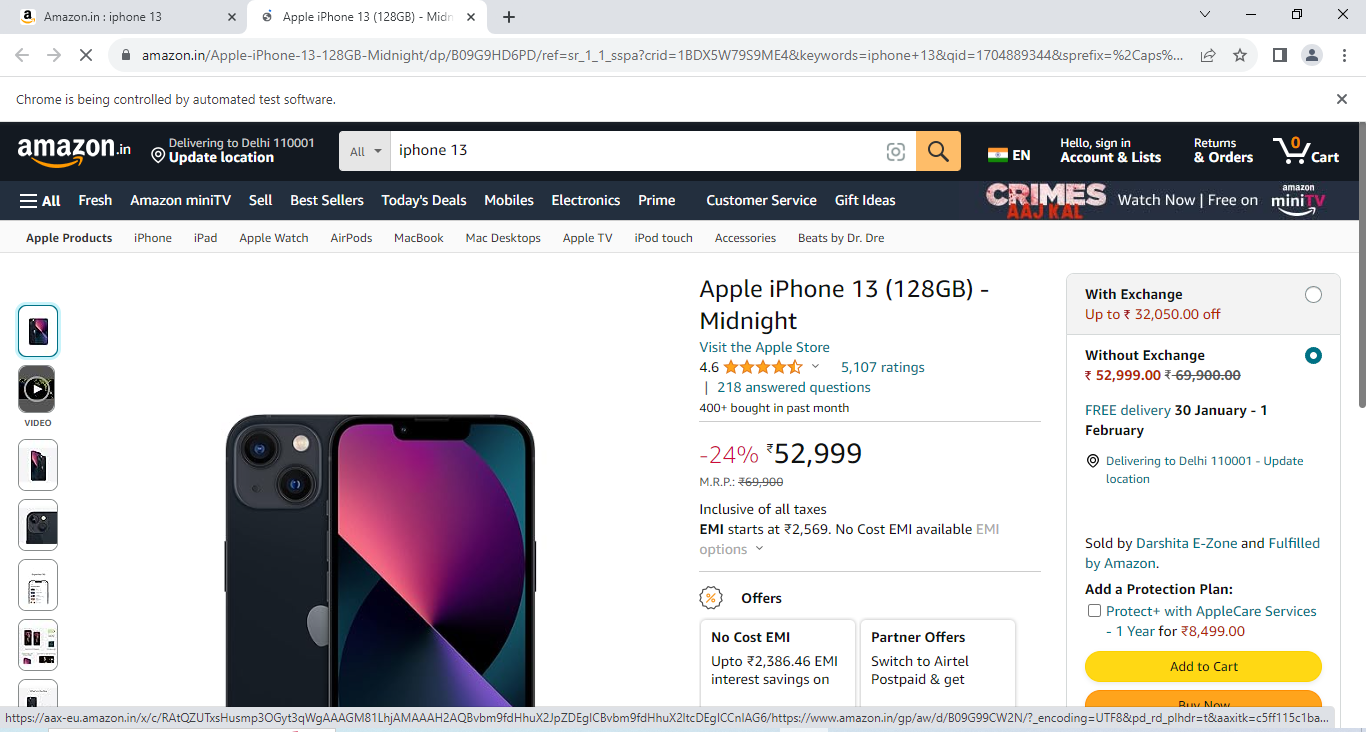 Amazon.in : iphone 13
Apple iPhone 13 (128GB) - Midn
amazon.in/Apple-iPhone-13-128GB-Midnight/dp/B09G9HD6PD/ref=sr_1_1_sspa?crid=1BDX5W79S9ME4&keywords=iphone+13&qid=1704889344&sprefix=%2Caps%...
Chrome is being controlled by automated test software.
amazon.in
Delivering to Delhi 110001
Update location
All
iphone 13
EN
Hello, sign in
Account & Lists
Returns
& Orders
0
Cart
All Fresh Amazon miniTV Sell Best Sellers Today's Deals Mobiles Electronics Prime Customer Service Gift Ideas
CRIMES
AAJ KAL
Watch Now | Free on
amazon
miniTV
Apple Products iPhone iPad Apple Watch AirPods MacBook Mac Desktops Apple TV iPod touch Accessories Beats by Dr. Dre
VIDEO
Apple iPhone 13 (128GB) -
Midnight
Visit the Apple Store
4.6 5,107 ratings
| 218 answered questions
400+ bought in past month
-24% ₹52,999
M.R.P.: ₹69,900
Inclusive of all taxes
EMI starts at ₹2,569. No Cost EMI available EMI
options
Offers
No Cost EMI
Upto ₹2,386.46 EMI
interest savings on
Partner Offers
Switch to Airtel
Postpaid & get
With Exchange
Up to ₹ 32,050.00 off
Without Exchange
₹ 52,999.00 ₹ 69,900.00
FREE delivery 30 January - 1
February
Delivering to Delhi 110001 - Update
location
Sold by Darshita E-Zone and Fulfilled
by Amazon.
Add a Protection Plan:
Protect+ with AppleCare Services
- 1 Year for ₹8,499.00
Add to Cart
Buy Now
https://aax-eu.amazon.in/x/c/RAtQZUTxsHusmp3OGyt3qWgAAAGM81LhjAMAAAH2AQBvbm9fdHhuX2JpZDEgICBvbm9fdHhuX2ltcDEgICCnIAG6/https://www.amazon.in/gp/aw/d/B09G99CW2N/?_encoding=UTF8&pd_rd_plhdr=t&aaxitk=c5ff115c1ba...